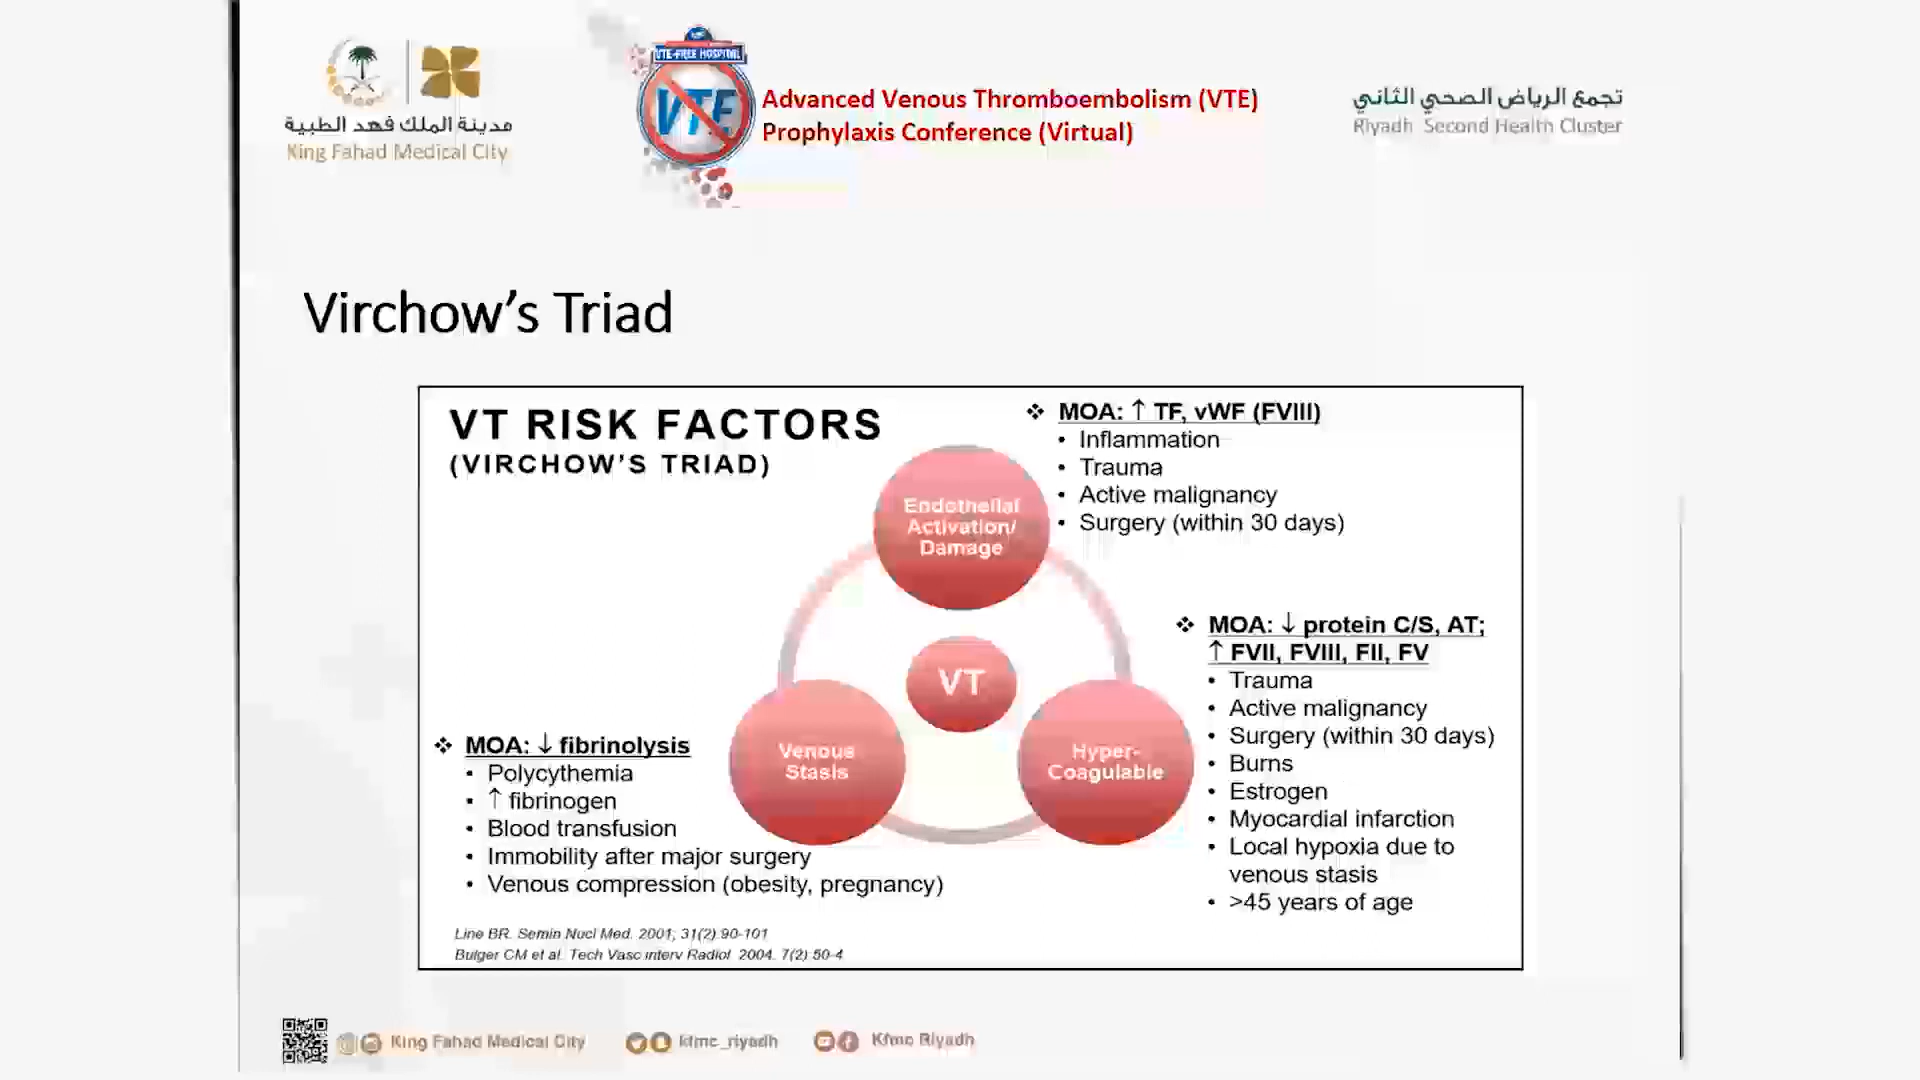 مدينة الملك فهد الطبية
King Fahad Medical City
VTE-FREE HOSPITAL
VTE
Advanced Venous Thromboembolism (VTE)
Prophylaxis Conference (Virtual)
تجمع الرياض الصحي الثاني
Riyadh Second Health Cluster
Virchow’s Triad
VT RISK FACTORS
(VIRCHOW’S TRIAD)
❖ MOA: ↑ TF, vWF (FVIII)
• Inflammation
• Trauma
• Active malignancy
• Surgery (within 30 days)
Endothelial
Activation/
Damage
VT
Venous
Stasis
Hyper-
Coagulable
❖ MOA: ↓ protein C/S, AT;
↑ FVII, FVIII, FII, FV
• Trauma
• Active malignancy
• Surgery (within 30 days)
• Burns
• Estrogen
• Myocardial infarction
• Local hypoxia due to
venous stasis
• >45 years of age
❖ MOA: ↓ fibrinolysis
• Polycythemia
• ↑ fibrinogen
• Blood transfusion
• Immobility after major surgery
• Venous compression (obesity, pregnancy)
Line BR. Semin Nucl Med. 2001; 31(2):90-101
Bulger CM et al. Tech Vasc Interv Radiol. 2004. 7(2):50-4
King Fahad Medical City
kfmc_riyadh
Kfmc Riyadh